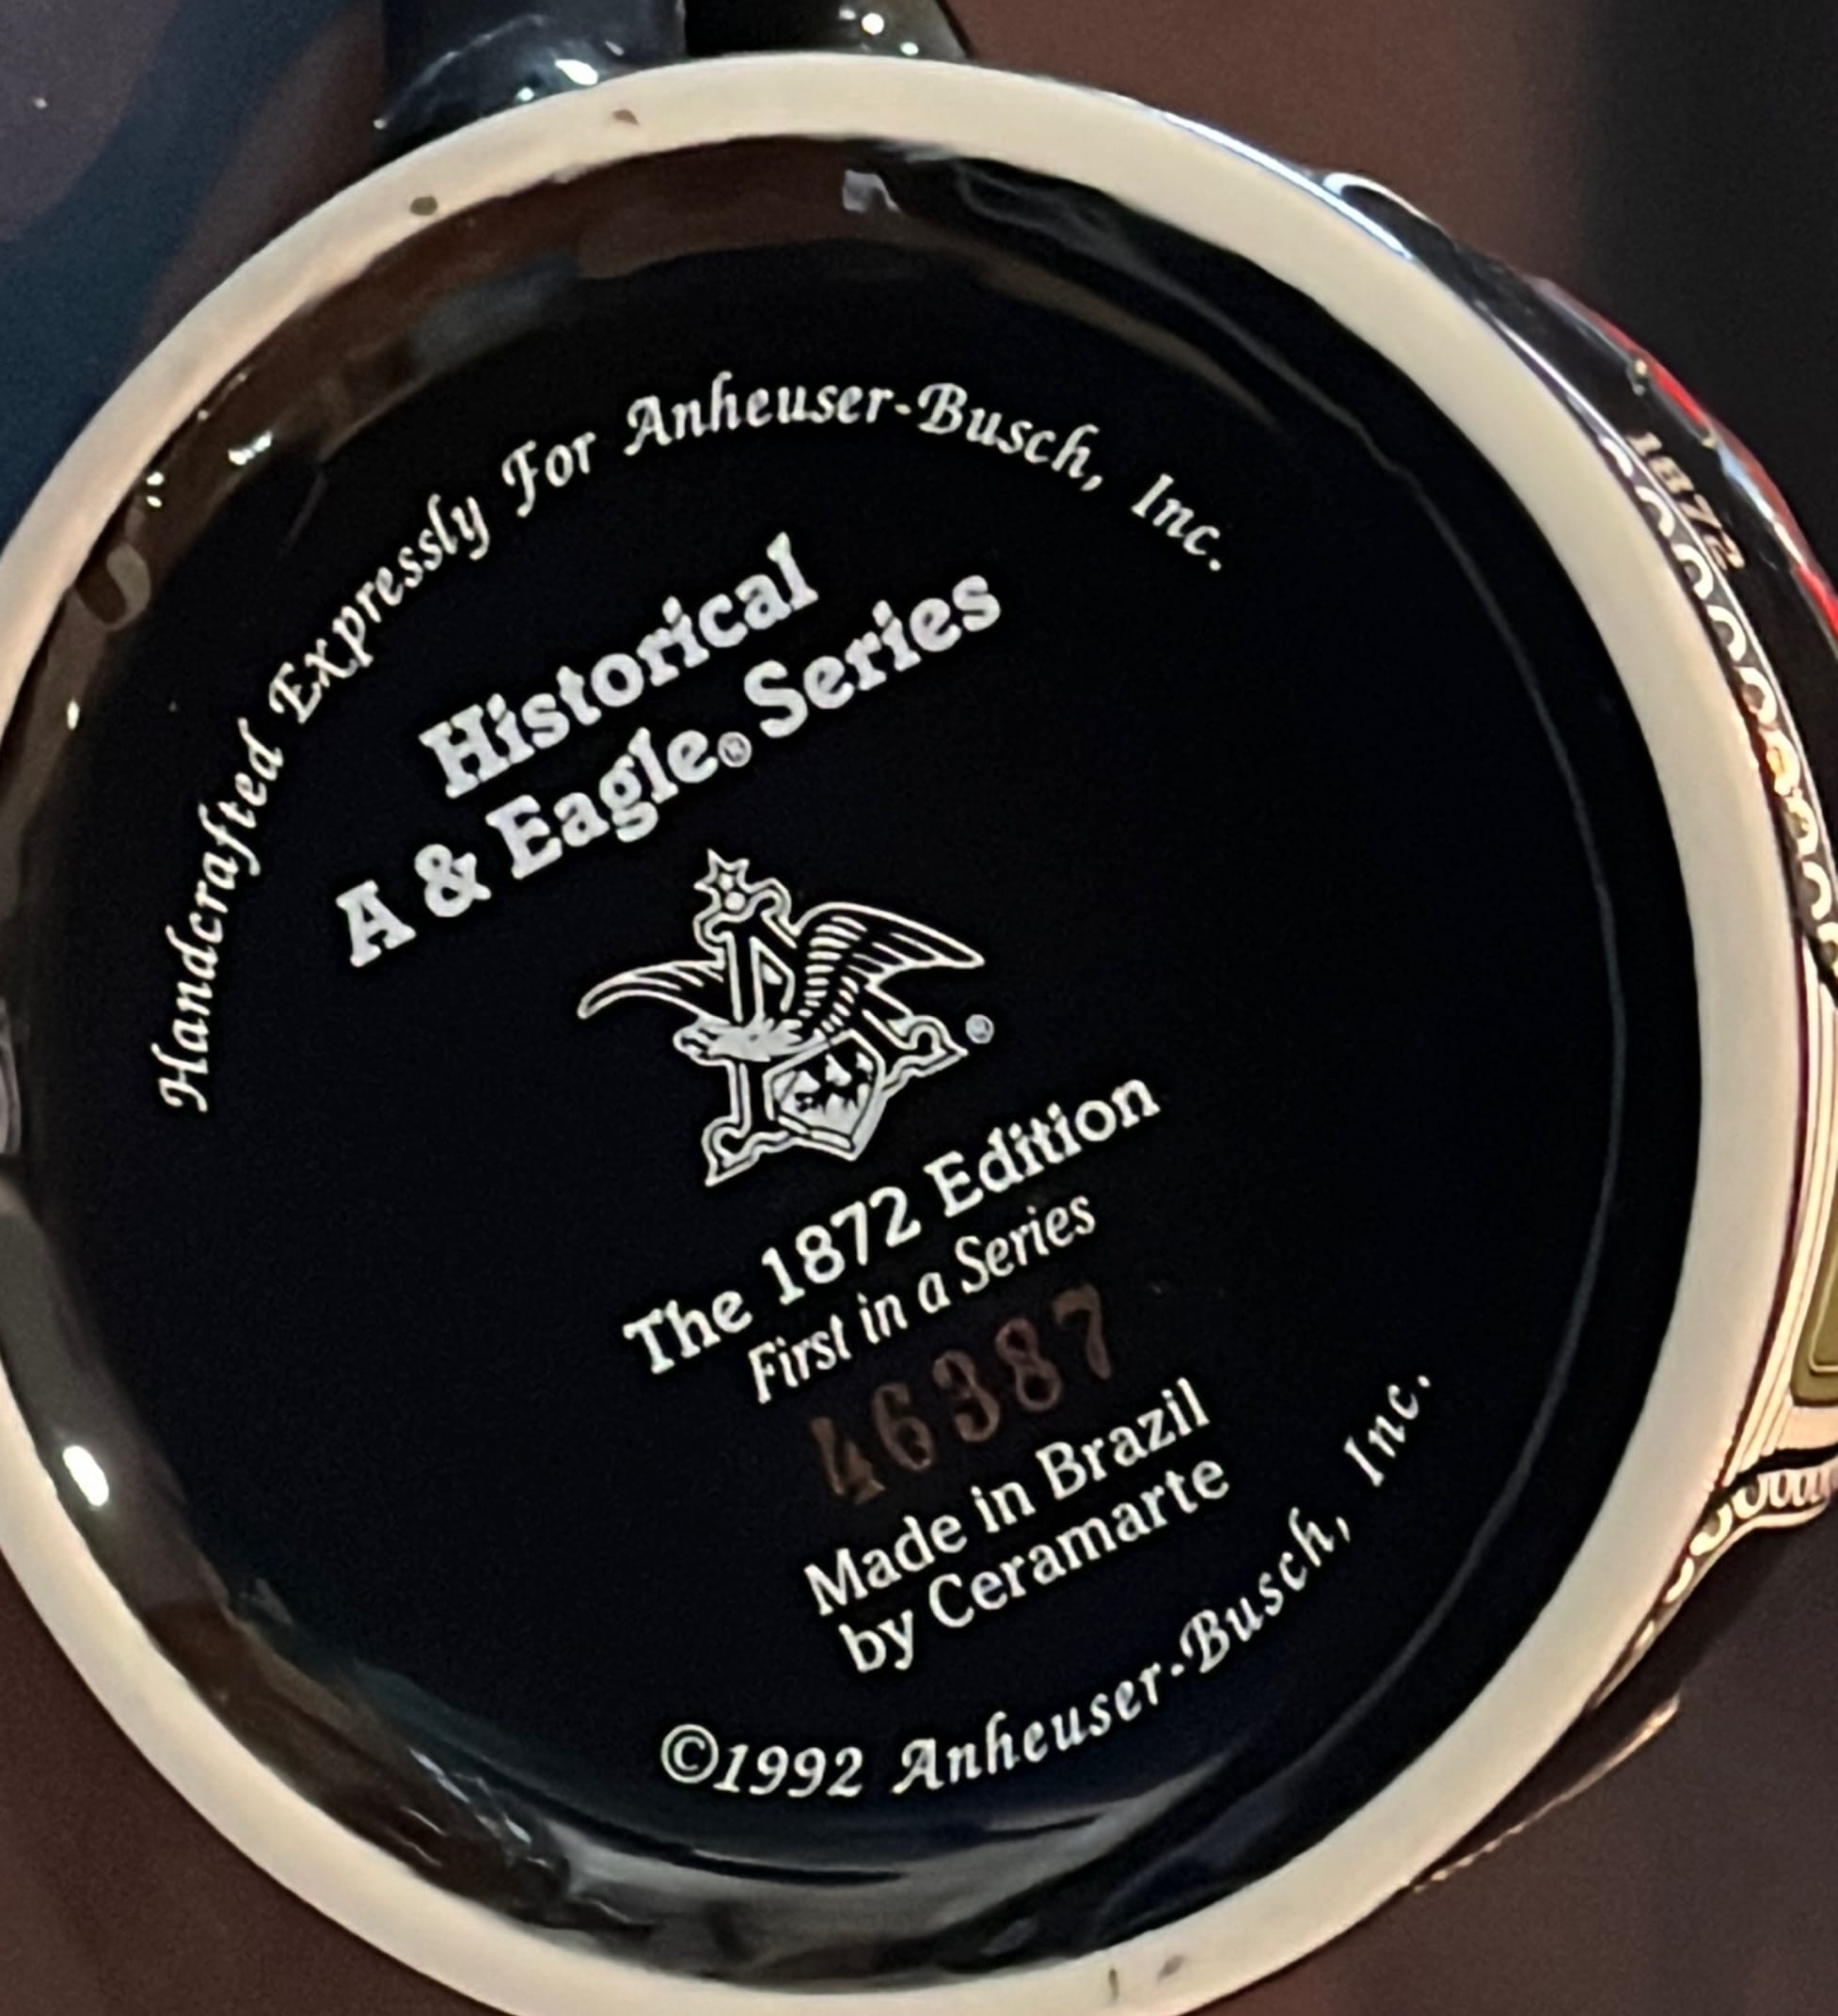 Handcrafted Expressly For Anheuser-Busch, Inc.
Historical
A & Eagle® Series
®
The 1872 Edition
First in a Series
46387
Made in Brazil
by Ceramarte
©1992 Anheuser-Busch, Inc.
1872